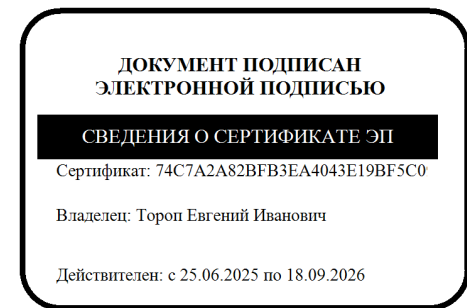 ДОКУМЕНТ ПОДПИСАН
ЭЛЕКТРОННОЙ ПОДПИСЬЮ
СВЕДЕНИЯ О СЕРТИФИКАТЕ ЭП
Сертификат: 74C7A2A82BFB3EA4043E19BF5C0
Владелец: Тороп Евгений Иванович
Действителен: с 25.06.2025 по 18.09.2026